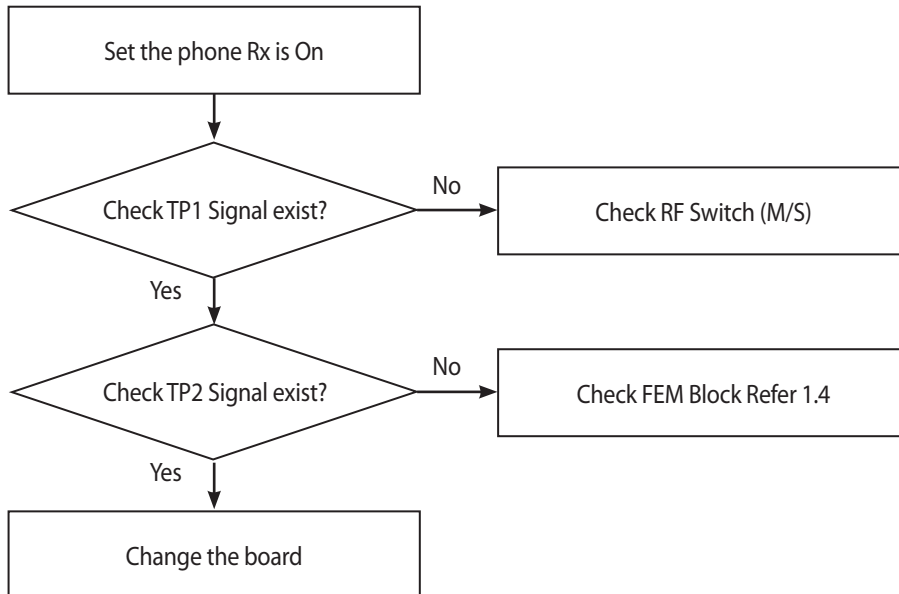 Set the phone Rx is On
Check TP1 Signal exist?
No
Check RF Switch (M/S)
Yes
Check TP2 Signal exist?
No
Check FEM Block Refer 1.4
Yes
Change the board